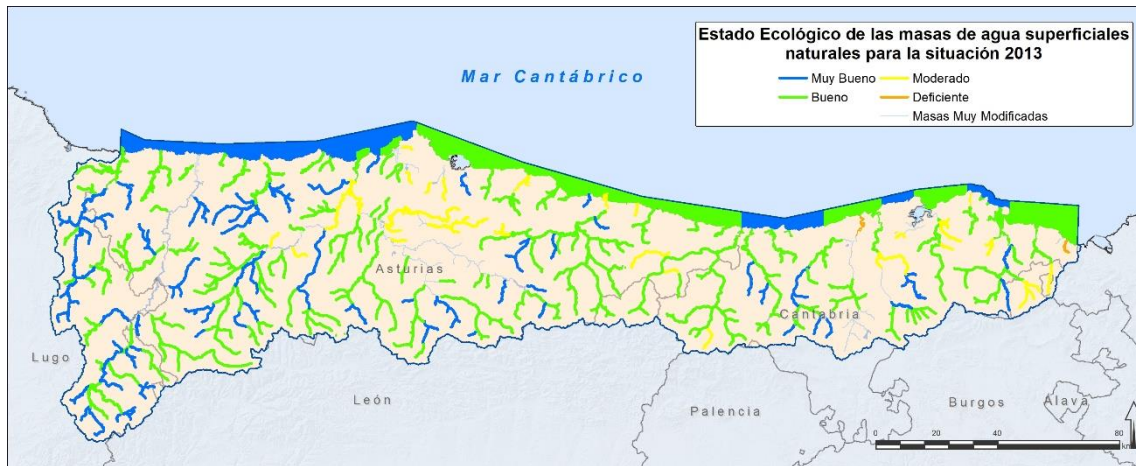 Estado Ecológico de las masas de agua superficiales
naturales para la situación 2013
Muy Bueno
Moderado
Bueno
Deficiente
Masas Muy Modificadas
Mar Cantábrico
Asturias
Cantabria
Lugo
León
Palencia
Burgos
Álava
0 20 40 80
km